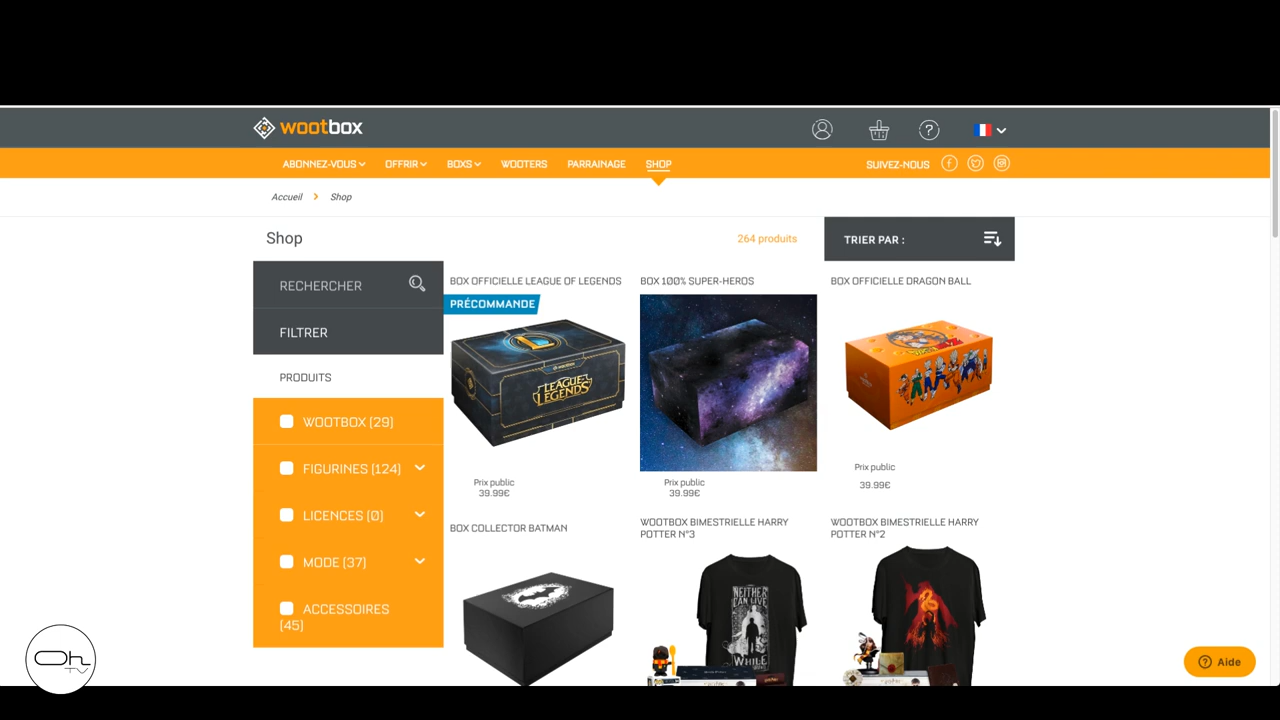 wootbox
ABONNEZ-VOUS OFFRIR BOXS WOOTERS PARRAINAGE SHOP SUIVEZ-NOUS
Accueil Shop
Shop 264 produits TRIER PAR :
RECHERCHER
FILTRER
PRODUITS
WOOTBOX (29)
FIGURINES (124)
LICENCES (0)
MODE (37)
ACCESSOIRES
(45)
BOX OFFICIELLE LEAGUE OF LEGENDS
PRÉCOMMANDE
LEAGUE
LEGENDS
Prix public
39.99€
BOX 100% SUPER-HEROS
Prix public
39.99€
BOX OFFICIELLE DRAGON BALL
Prix public
39.99€
BOX COLLECTOR BATMAN
WOOTBOX BIMESTRIELLE HARRY
POTTER N°3
NEITHER
CAN LIVE
WHILE
WOOTBOX BIMESTRIELLE HARRY
POTTER N°2
Aide
Oh
TV